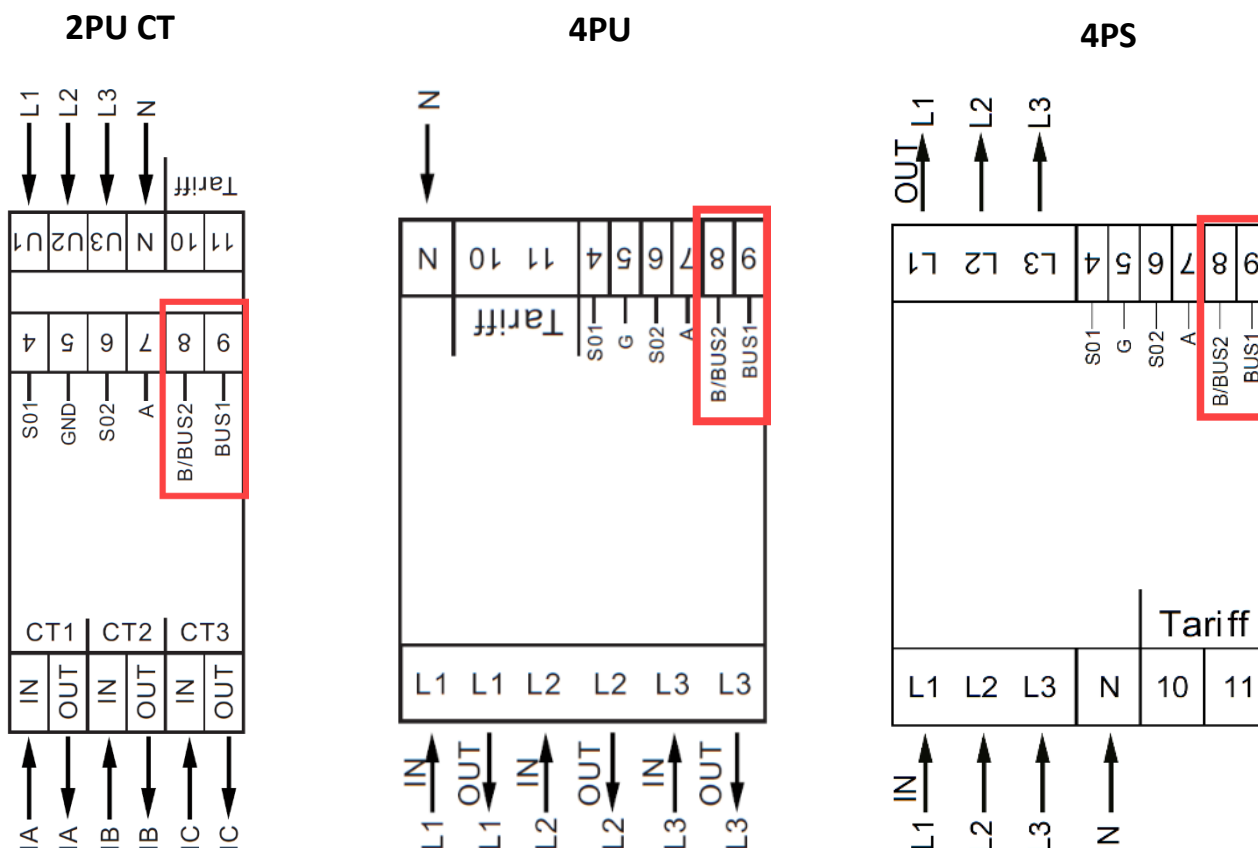 2PU CT
L1 L2 L3 N
Tariff
U1 U2 U3 N 10 11
4 5 6 7 8 9
S01 GND S02 A B/BUS2 BUS1
CT1 CT2 CT3
IN OUT IN OUT IN OUT
IA IA IB IB IC IC
4PU
N
N 10 11 4 5 6 7 8 9
Tariff
S01 G S02 A B/BUS2 BUS1
L1 L1 L2 L2 L3 L3
IN OUT IN OUT IN OUT
L1 L1 L2 L2 L3 L3
4PS
L1 L2 L3
OUT
L1 L2 L3 4 5 6 7 8 9
S01 G S02 A B/BUS2 BUS1
Tariff
L1 L2 L3 N 10 11
IN
L1 L2 L3 N